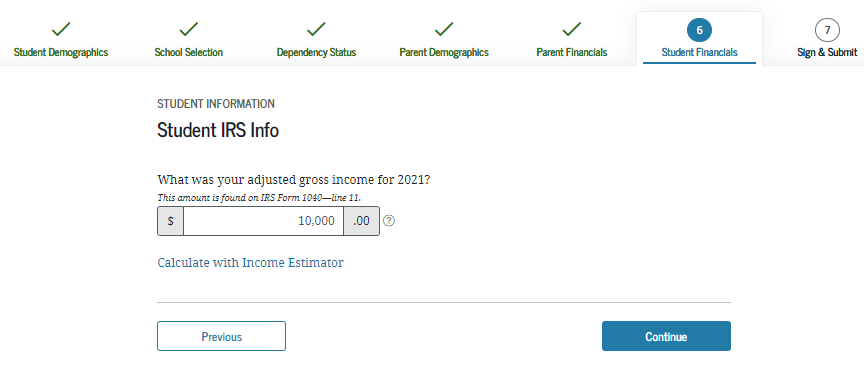 6
7
Student Demographics
School Selection
Dependency Status
Parent Demographics
Parent Financials
Student Financials
Sign & Submit
STUDENT INFORMATION
Student IRS Info
What was your adjusted gross income for 2021?
This amount is found on IRS Form 1040—line 11.
$ 10,000 .00 ?
Calculate with Income Estimator
Previous
Continue